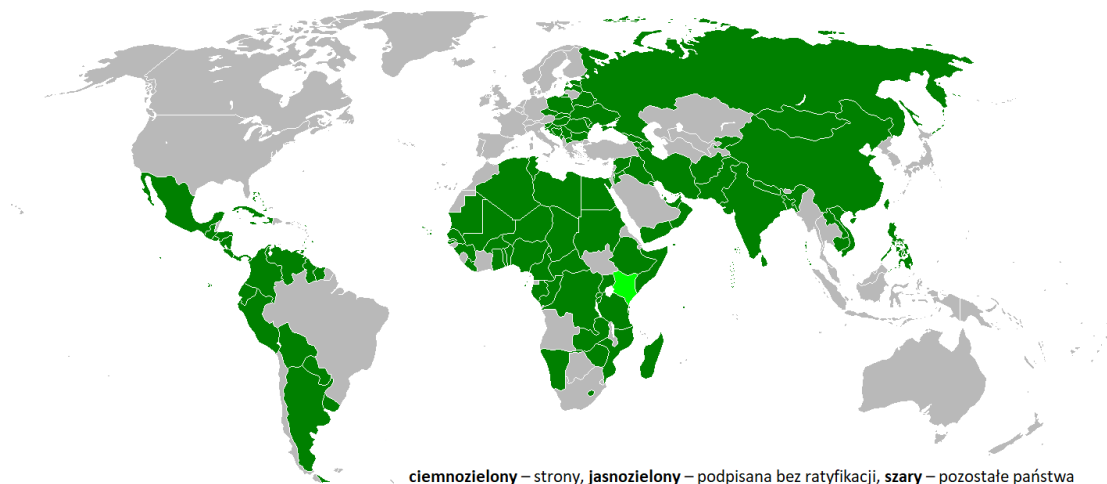 ciemnozielony – strony, jasnozielony – podpisana bez ratyfikacji, szary – pozostałe państwa